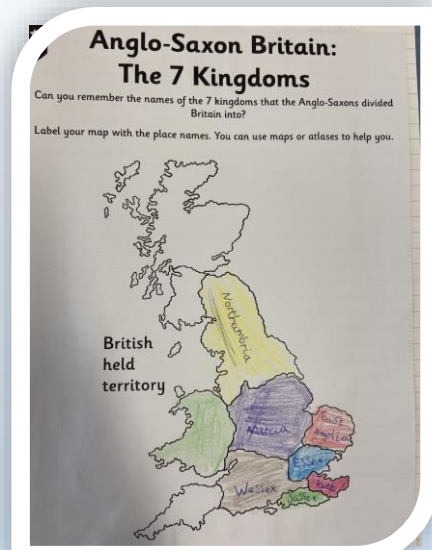 Anglo-Saxon Britain:
The 7 Kingdoms
Can you remember the names of the 7 kingdoms that the Anglo-Saxons divided
Britain into?
Label your map with the place names. You can use maps or atlases to help you.
Northambria
British
held
territory
Mercia
East
Essex
Wessex
Kent
Sussex